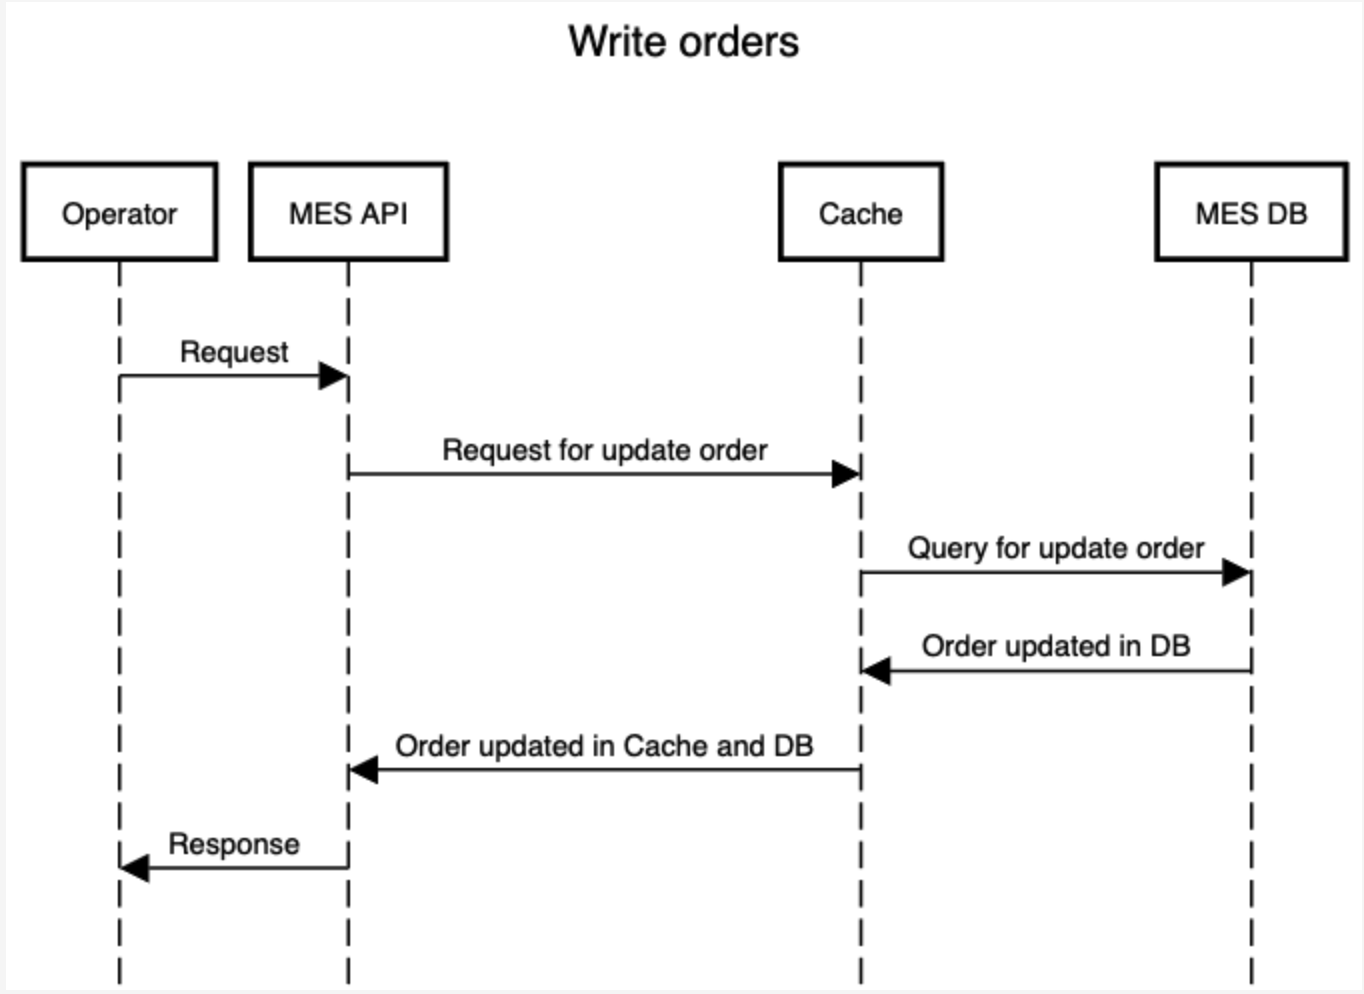 Write orders
Operator
MES API
Cache
MES DB
Request
Request for update order
Query for update order
Order updated in DB
Order updated in Cache and DB
Response